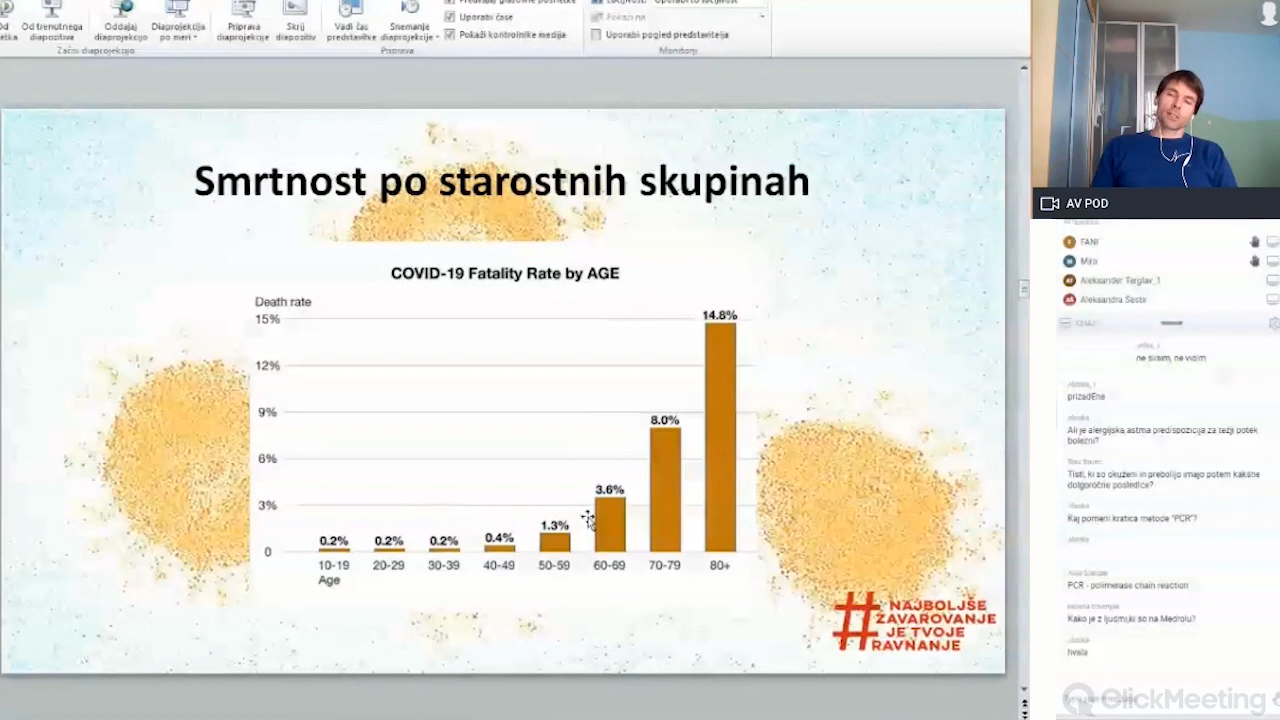 Od trenutnega
diapozitiva
Oddaj
diaprojekcijo
Diaprojekcija
po meri
Priprava
diaprojekcije
Skrij
diapozitiv
Vadi čas
predstavitve
Snemanje
diaprojekcije
Uporabi čase
Pokaži kontrolnike medija
Pokaži na
Uporabi pogled predstavitelja
Začni diaprojekcijo
Priprava
Monitorji
Smrtnost po starostnih skupinah
COVID-19 Fatality Rate by AGE
Death rate
15%
12%
9%
6%
3%
0
0.2%
0.2%
0.2%
0.4%
1.3%
3.6%
8.0%
14.8%
10-19
20-29
30-39
40-49
50-59
60-69
70-79
80+
Age
# NAJBOLJŠE
ZAVAROVANJE
JE TVOJE
RAVNANJE
AV POD
FANI
Mira
Aleksander Terglav_1
Aleksandra Šestir
ne slisim, ne vidim
prizadEne
Ali je alergijska astma predispozicija za težji potek
bolezni?
Tisti, ki so okuženi in prebolijo imajo potem kaksne
dolgoročne posledice?
Kaj pomeni kratica metode "PCR"?
PCR - polimerase chain reaction
Kako je z ljudmi,ki so na Medrolu?
hvala
ClickMeeting